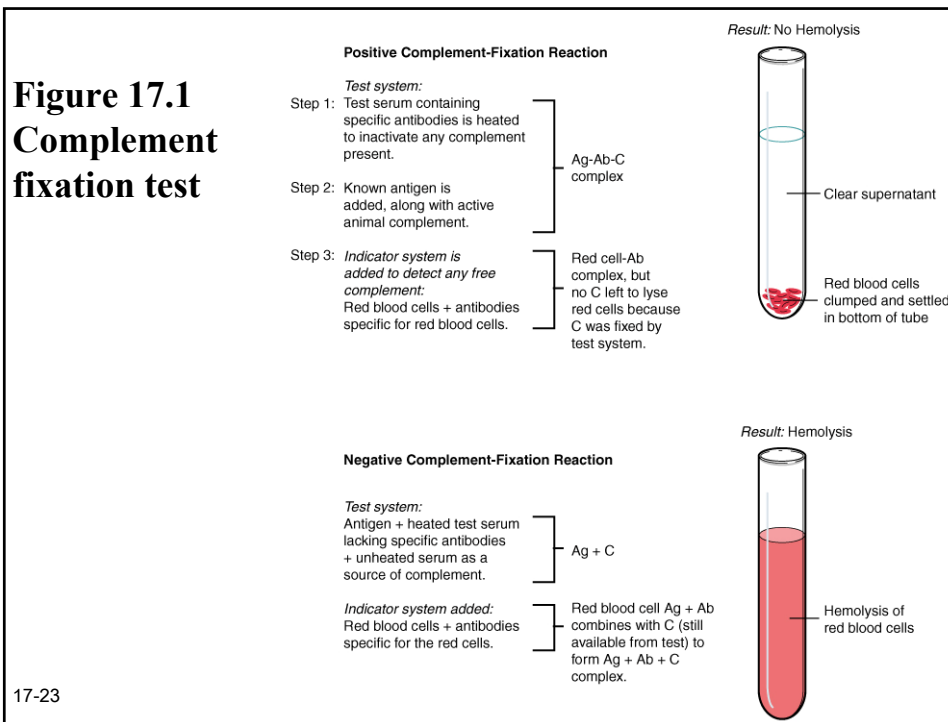 Figure 17.1
Complement
fixation test
Positive Complement-Fixation Reaction
Test system:
Step 1: Test serum containing
specific antibodies is heated
to inactivate any complement
present.
Step 2: Known antigen is
added, along with active
animal complement.
Ag-Ab-C
complex
Step 3: Indicator system is
added to detect any free
complement:
Red blood cells + antibodies
specific for red blood cells.
Red cell-Ab
complex, but
no C left to lyse
red cells because
C was fixed by
test system.
Result: No Hemolysis
Clear supernatant
Red blood cells
clumped and settled
in bottom of tube
Negative Complement-Fixation Reaction
Test system:
Antigen + heated test serum
lacking specific antibodies
+ unheated serum as a
source of complement.
Ag + C
Indicator system added:
Red blood cells + antibodies
specific for the red cells.
Red blood cell Ag + Ab
combines with C (still
available from test) to
form Ag + Ab + C
complex.
Result: Hemolysis
Hemolysis of
red blood cells
17-23